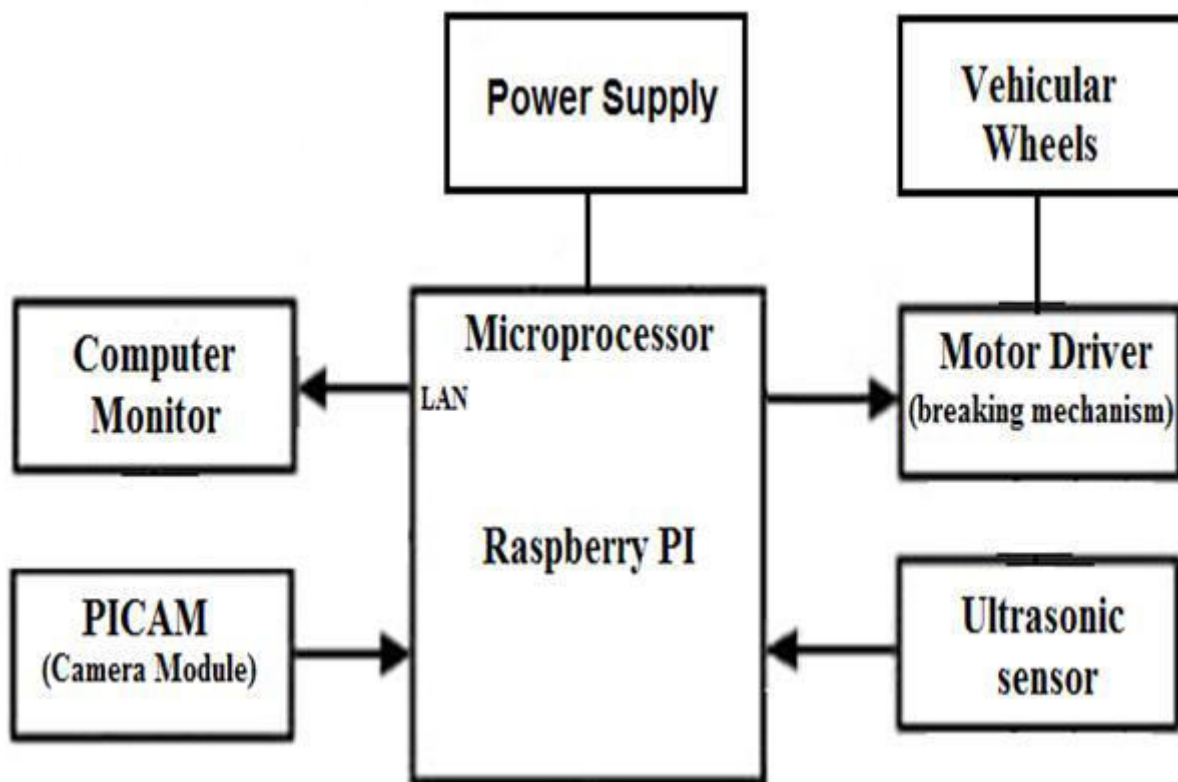 Power Supply
Vehicular
Wheels
Computer
Monitor
Microprocessor
LAN
Raspberry PI
Motor Driver
(breaking mechanism)
PICAM
(Camera Module)
Ultrasonic
sensor